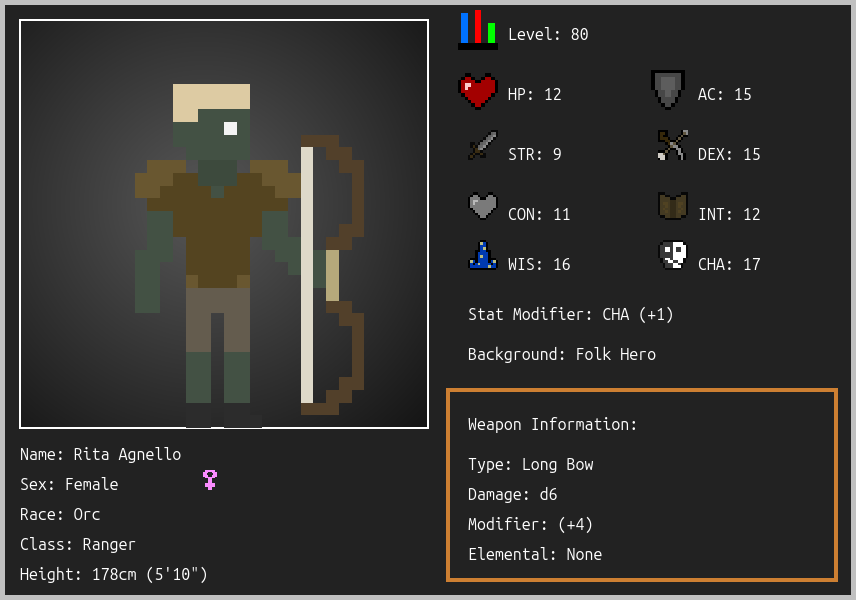 Level: 80
HP: 12
AC: 15
STR: 9
DEX: 15
CON: 11
INT: 12
WIS: 16
CHA: 17
Stat Modifier: CHA (+1)
Background: Folk Hero
Weapon Information:
Type: Long Bow
Damage: d6
Modifier: (+4)
Elemental: None
Name: Rita Agnello
Sex: Female
Race: Orc
Class: Ranger
Height: 178cm (5'10")